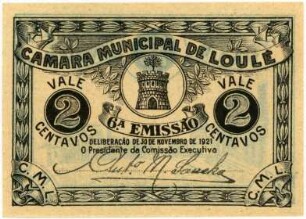 CAMARA MUNICIPAL DE LOULÉ
VALE VALE
2 2
CENTAVOS CENTAVOS
6ª EMISSÃO
DELIBERAÇÃO DE 30 DE NOVEMBRO DE 1921
O Presidente da Comissão Executiva
C.M.L. C.M.L.